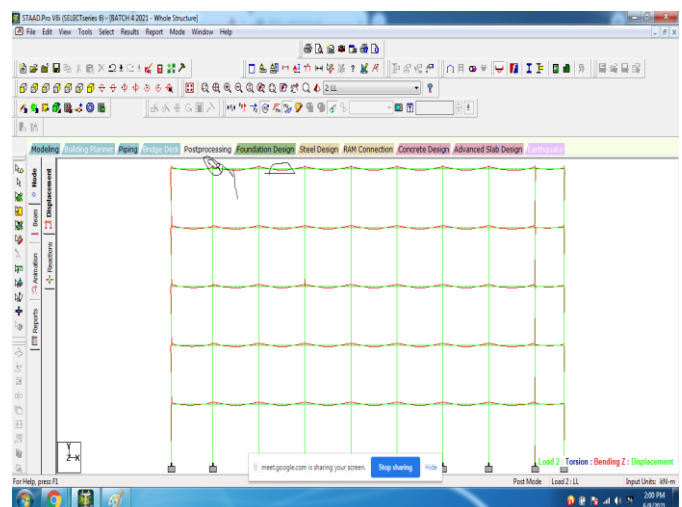 STAAD.Pro V8i (SELECTseries 6) - [BATCH 4 2021 - Whole Structure]
File Edit View Tools Select Results Report Mode Window Help
2:LL
Modeling Building Planner Piping Bridge Deck Postprocessing Foundation Design Steel Design RAM Connection Concrete Design Advanced Slab Design Earthquake
Node
Displacement
Beam
Reactions
Animation
Reports
Y
Z X
meet.google.com is sharing your screen. Stop sharing Hide
Load 2 : Torsion : Bending Z : Displacement
For Help, press F1 Post Mode Load 2 : LL Input Units: kN-m
2:00 PM
6/8/2021